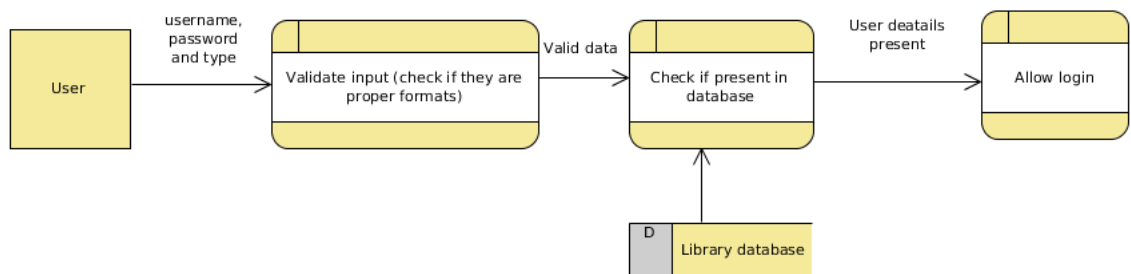 User
username,
password
and type
Validate input (check if they are
proper formats)
Valid data
Check if present in
database
User deatails
present
Allow login
D
Library database